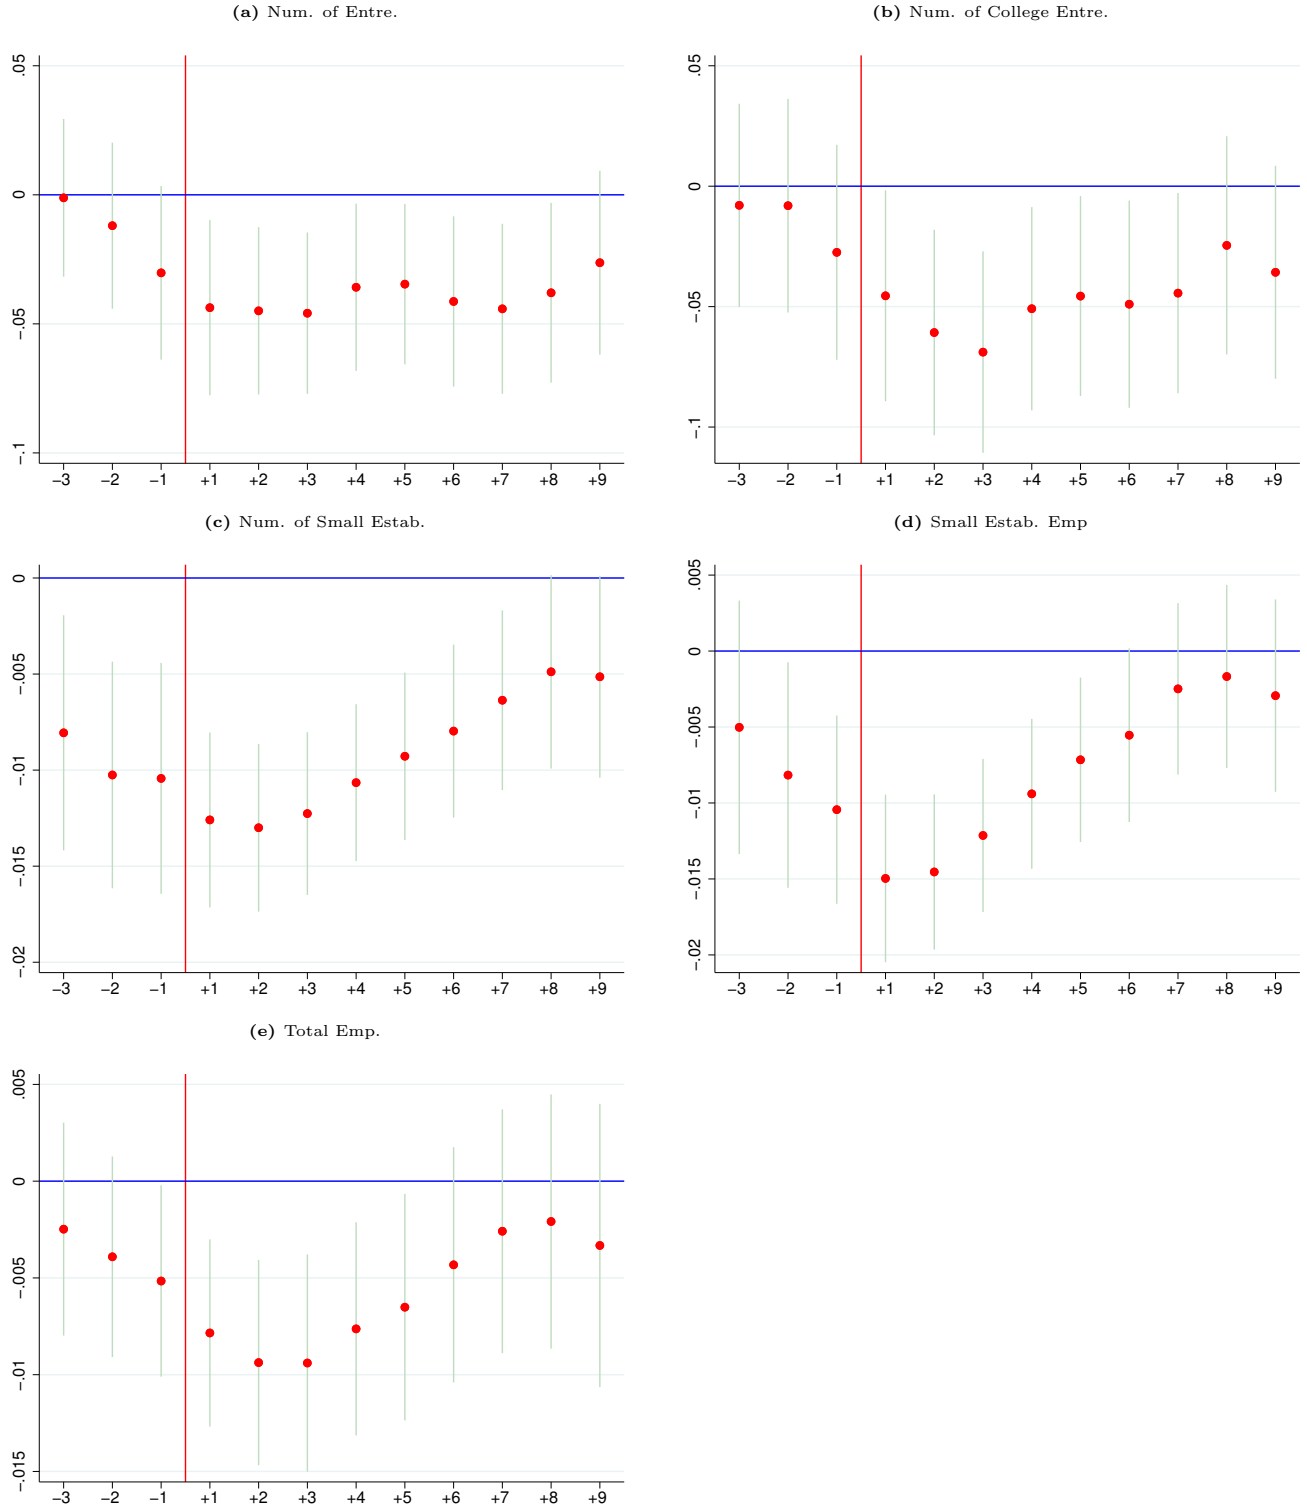 (a) Num. of Entre.
.05
0
−.05
−.1
−3 −2 −1 +1 +2 +3 +4 +5 +6 +7 +8 +9
(b) Num. of College Entre.
.05
0
−.05
−.1
−3 −2 −1 +1 +2 +3 +4 +5 +6 +7 +8 +9
(c) Num. of Small Estab.
0
−.005
−.01
−.015
−.02
−3 −2 −1 +1 +2 +3 +4 +5 +6 +7 +8 +9
(d) Small Estab. Emp
.005
0
−.005
−.01
−.015
−.02
−3 −2 −1 +1 +2 +3 +4 +5 +6 +7 +8 +9
(e) Total Emp.
.005
0
−.005
−.01
−.015
−3 −2 −1 +1 +2 +3 +4 +5 +6 +7 +8 +9